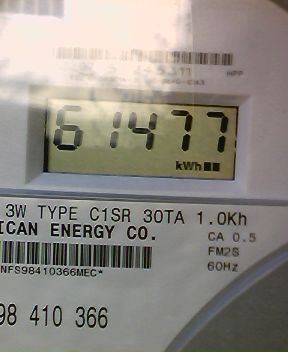 61477
kWh
3W TYPE C1SR 30TA 1.0Kh
ICAN ENERGY CO.
CA 0.5
FM2S
60Hz
NFS98410366MEC*
98 410 366